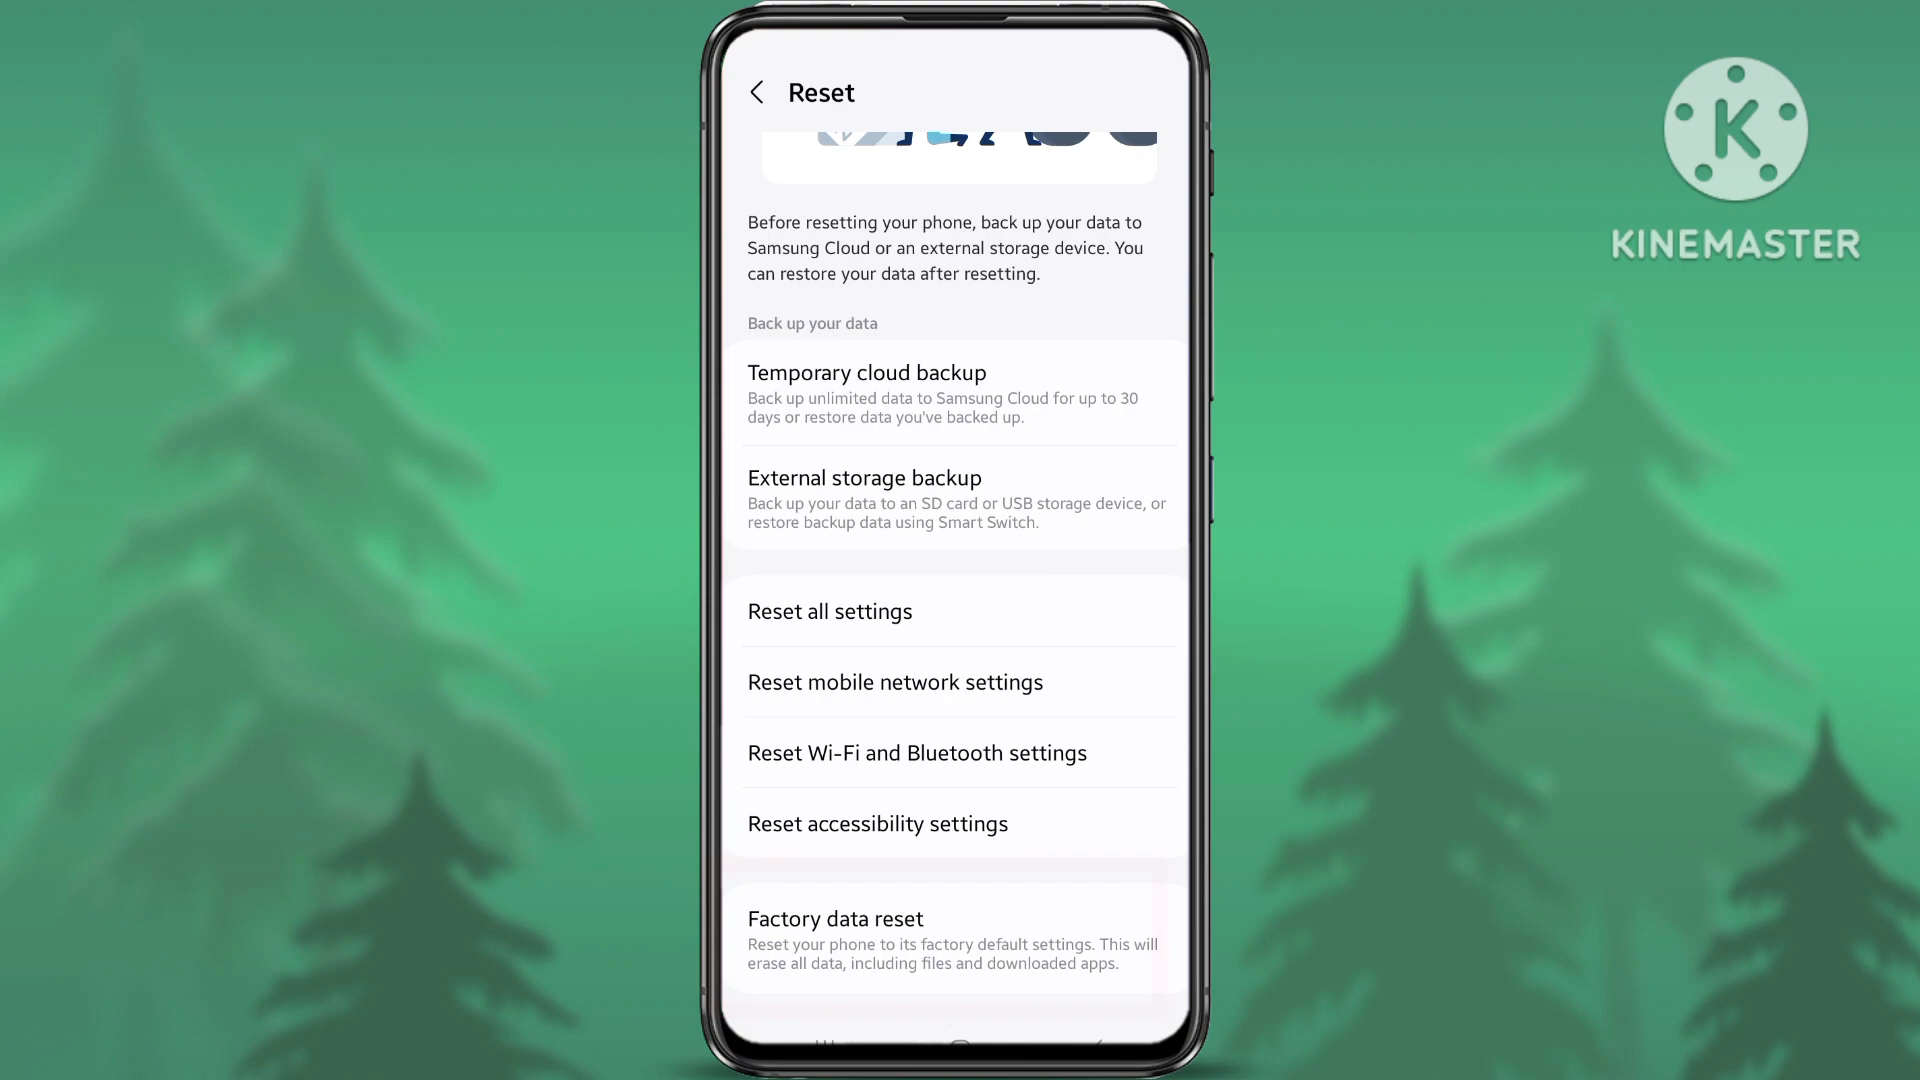 Reset
Before resetting your phone, back up your data to
Samsung Cloud or an external storage device. You
can restore your data after resetting.
Back up your data
Temporary cloud backup
Back up unlimited data to Samsung Cloud for up to 30
days or restore data you've backed up.
External storage backup
Back up your data to an SD card or USB storage device, or
restore backup data using Smart Switch.
Reset all settings
Reset mobile network settings
Reset Wi-Fi and Bluetooth settings
Reset accessibility settings
Factory data reset
Reset your phone to its factory default settings. This will
erase all data, including files and downloaded apps.
K
KINEMASTER